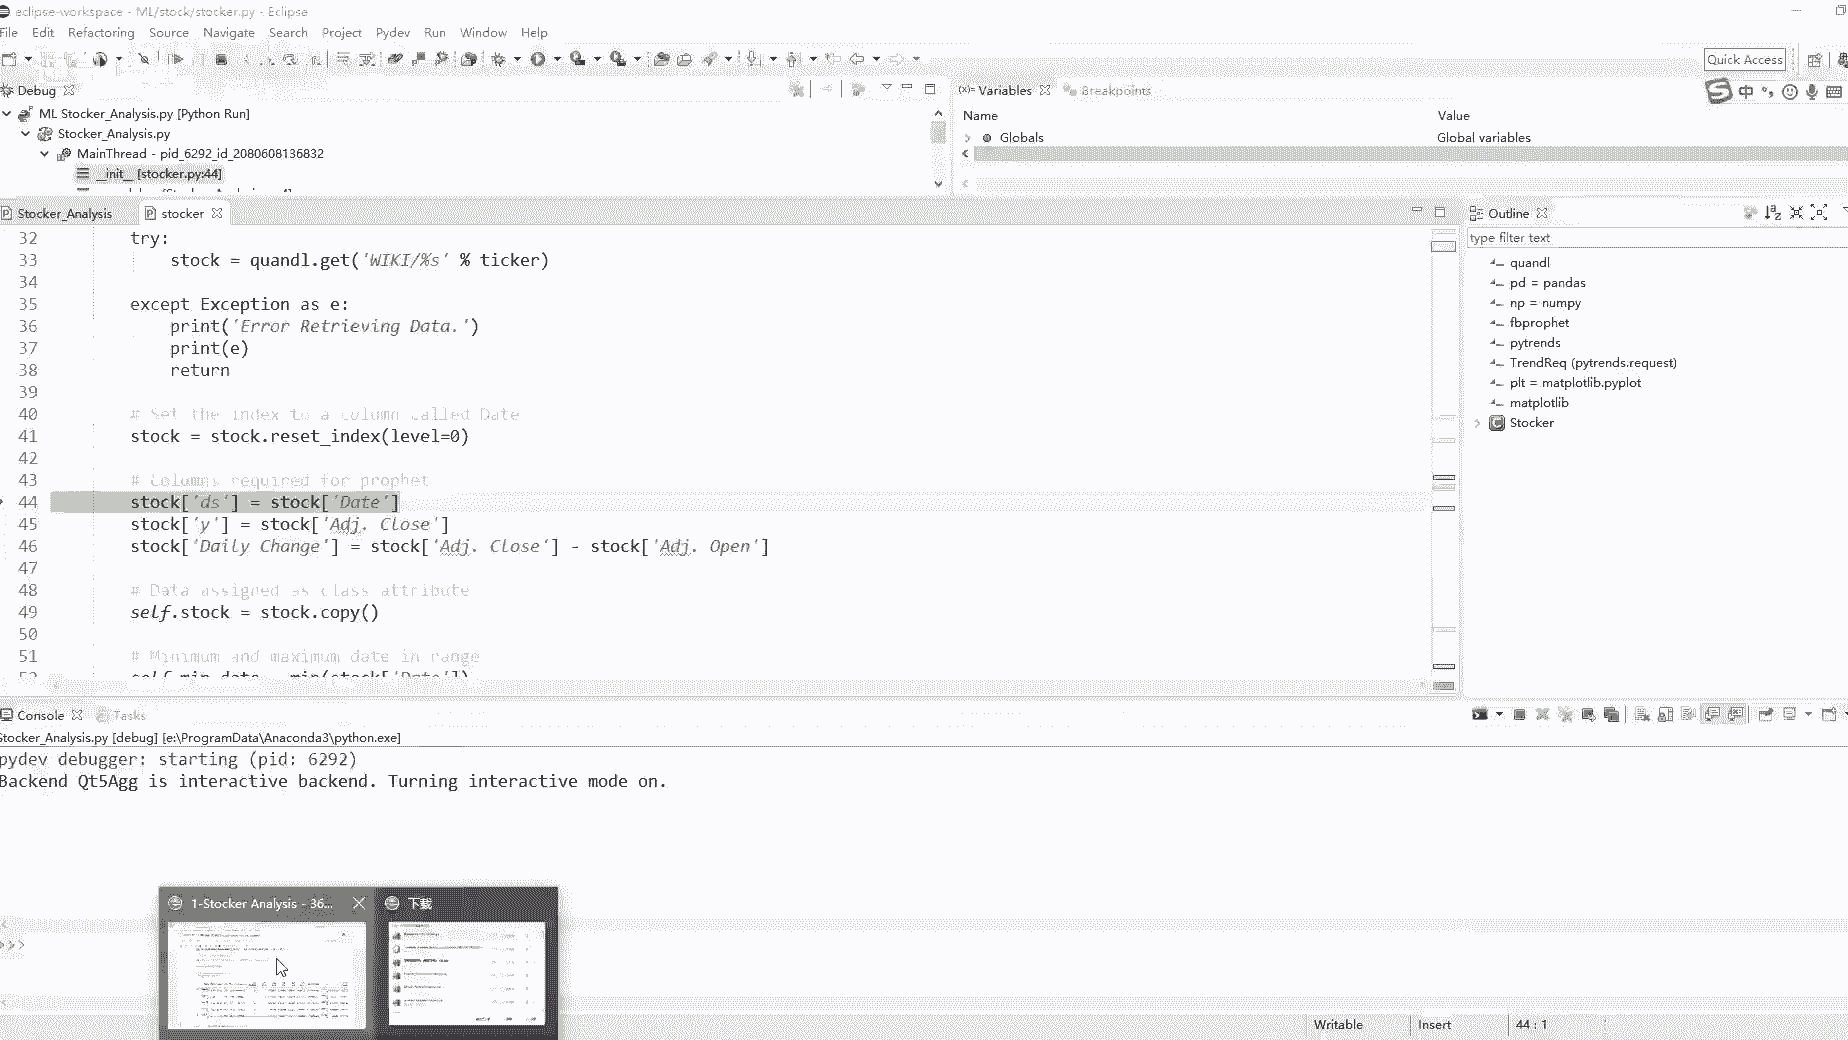 eclipse-workspace - ML/stock/stocker.py - Eclipse
File Edit Refactoring Source Navigate Search Project Pydev Run Window Help
Quick Access
Debug
Variables Breakpoints
中
ML Stocker_Analysis.py [Python Run]
Name Value
Stocker_Analysis.py
Globals Global variables
MainThread - pid_6292_id_2080608136832
__init__ [stocker.py:44]
Stocker_Analysis stocker
Outline
type filter text
32 try:
33 stock = quandl.get('WIKI/%s' % ticker)
34
35 except Exception as e:
36 print('Error Retrieving Data.')
37 print(e)
38 return
39
40 # Set the index to a column called Date
41 stock = stock.reset_index(level=0)
42
43 # Columns required for prophet
44 stock['ds'] = stock['Date']
45 stock['y'] = stock['Adj. Close']
46 stock['Daily Change'] = stock['Adj. Close'] - stock['Adj. Open']
47
48 # Data assigned as class attribute
49 self.stock = stock.copy()
50
51 # Minimum and maximum date in range
52 self.min_date = min(stock['Date'])
quandl
pd = pandas
np = numpy
fbprophet
pytrends
TrendReq (pytrends.request)
plt = matplotlib.pyplot
matplotlib
Stocker
Console Tasks
Stocker_Analysis.py [debug] [e:\ProgramData\Anaconda3\python.exe]
pydev debugger: starting (pid: 6292)
Backend Qt5Agg is interactive backend. Turning interactive mode on.
1-Stocker Analysis - 36... 下载
>>>
Writable Insert 44 : 1